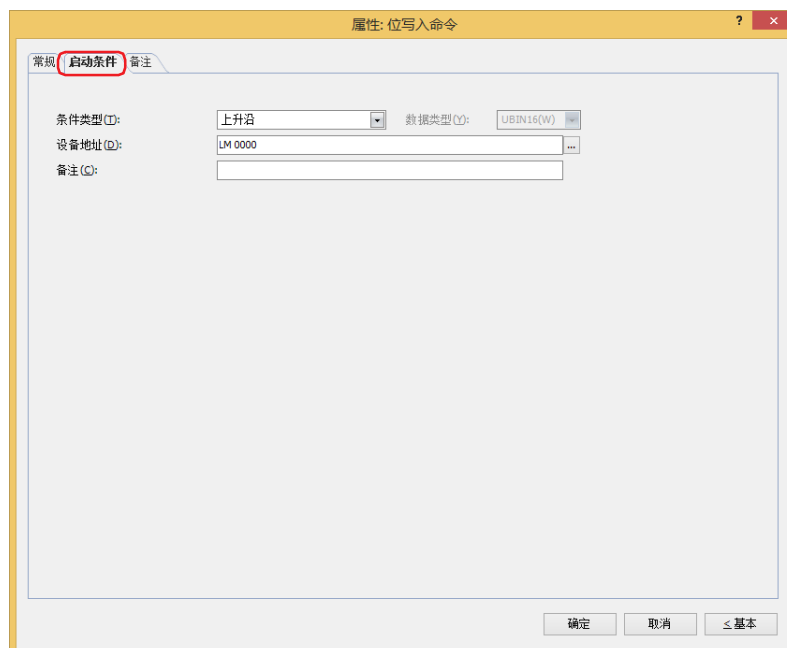 属性: 位写入命令 ? ×
常规 启动条件 备注
条件类型(T): 上升沿 数据类型(Y): UBIN16(W)
设备地址(D): LM 0000 ...
备注(C):
确定 取消 ≤基本